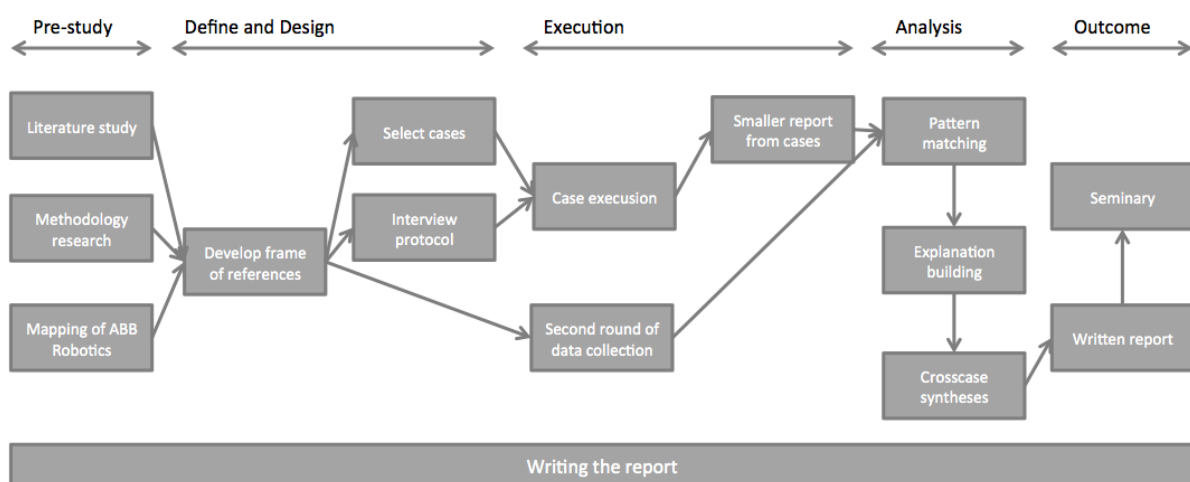 Pre-study
Define and Design
Execution
Analysis
Outcome
Literature study
Methodology
research
Mapping of ABB
Robotics
Develop frame
of references
Select cases
Interview
protocol
Case execution
Second round of
data collection
Smaller report
from cases
Pattern
matching
Explanation
building
Crosscase
syntheses
Seminary
Written report
Writing the report